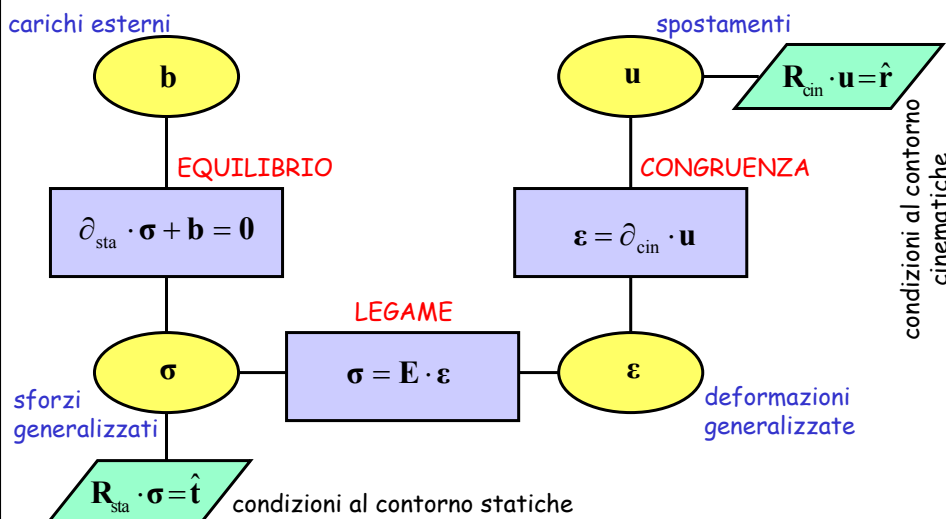 carichi esterni
spostamenti
b
u
R_cin · u = r̂
EQUILIBRIO
CONGRUENZA
∂_sta · σ + b = 0
ε = ∂_cin · u
condizioni al contorno
cinematiche
LEGAME
σ
σ = E · ε
ε
sforzi
generalizzati
deformazioni
generalizzate
R_sta · σ = t̂
condizioni al contorno statiche